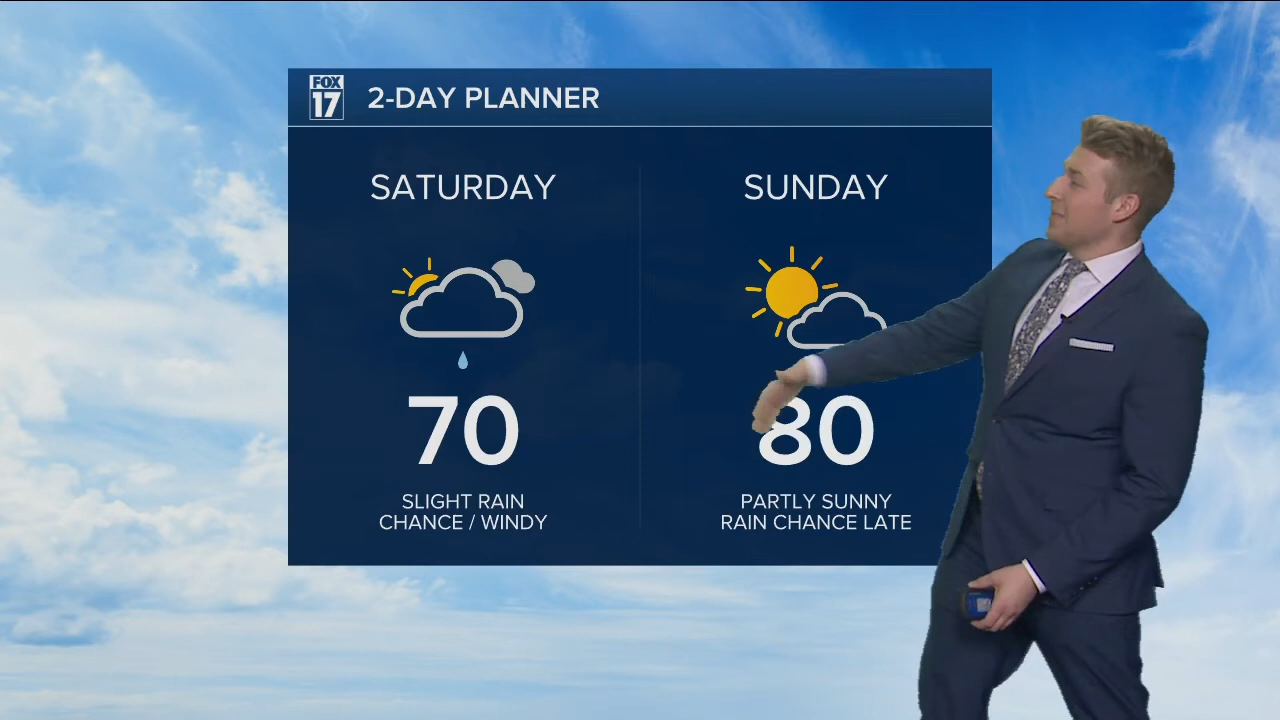 FOX
17
2-DAY PLANNER
SATURDAY
SUNDAY
70
80
SLIGHT RAIN
CHANCE / WINDY
PARTLY SUNNY
RAIN CHANCE LATE